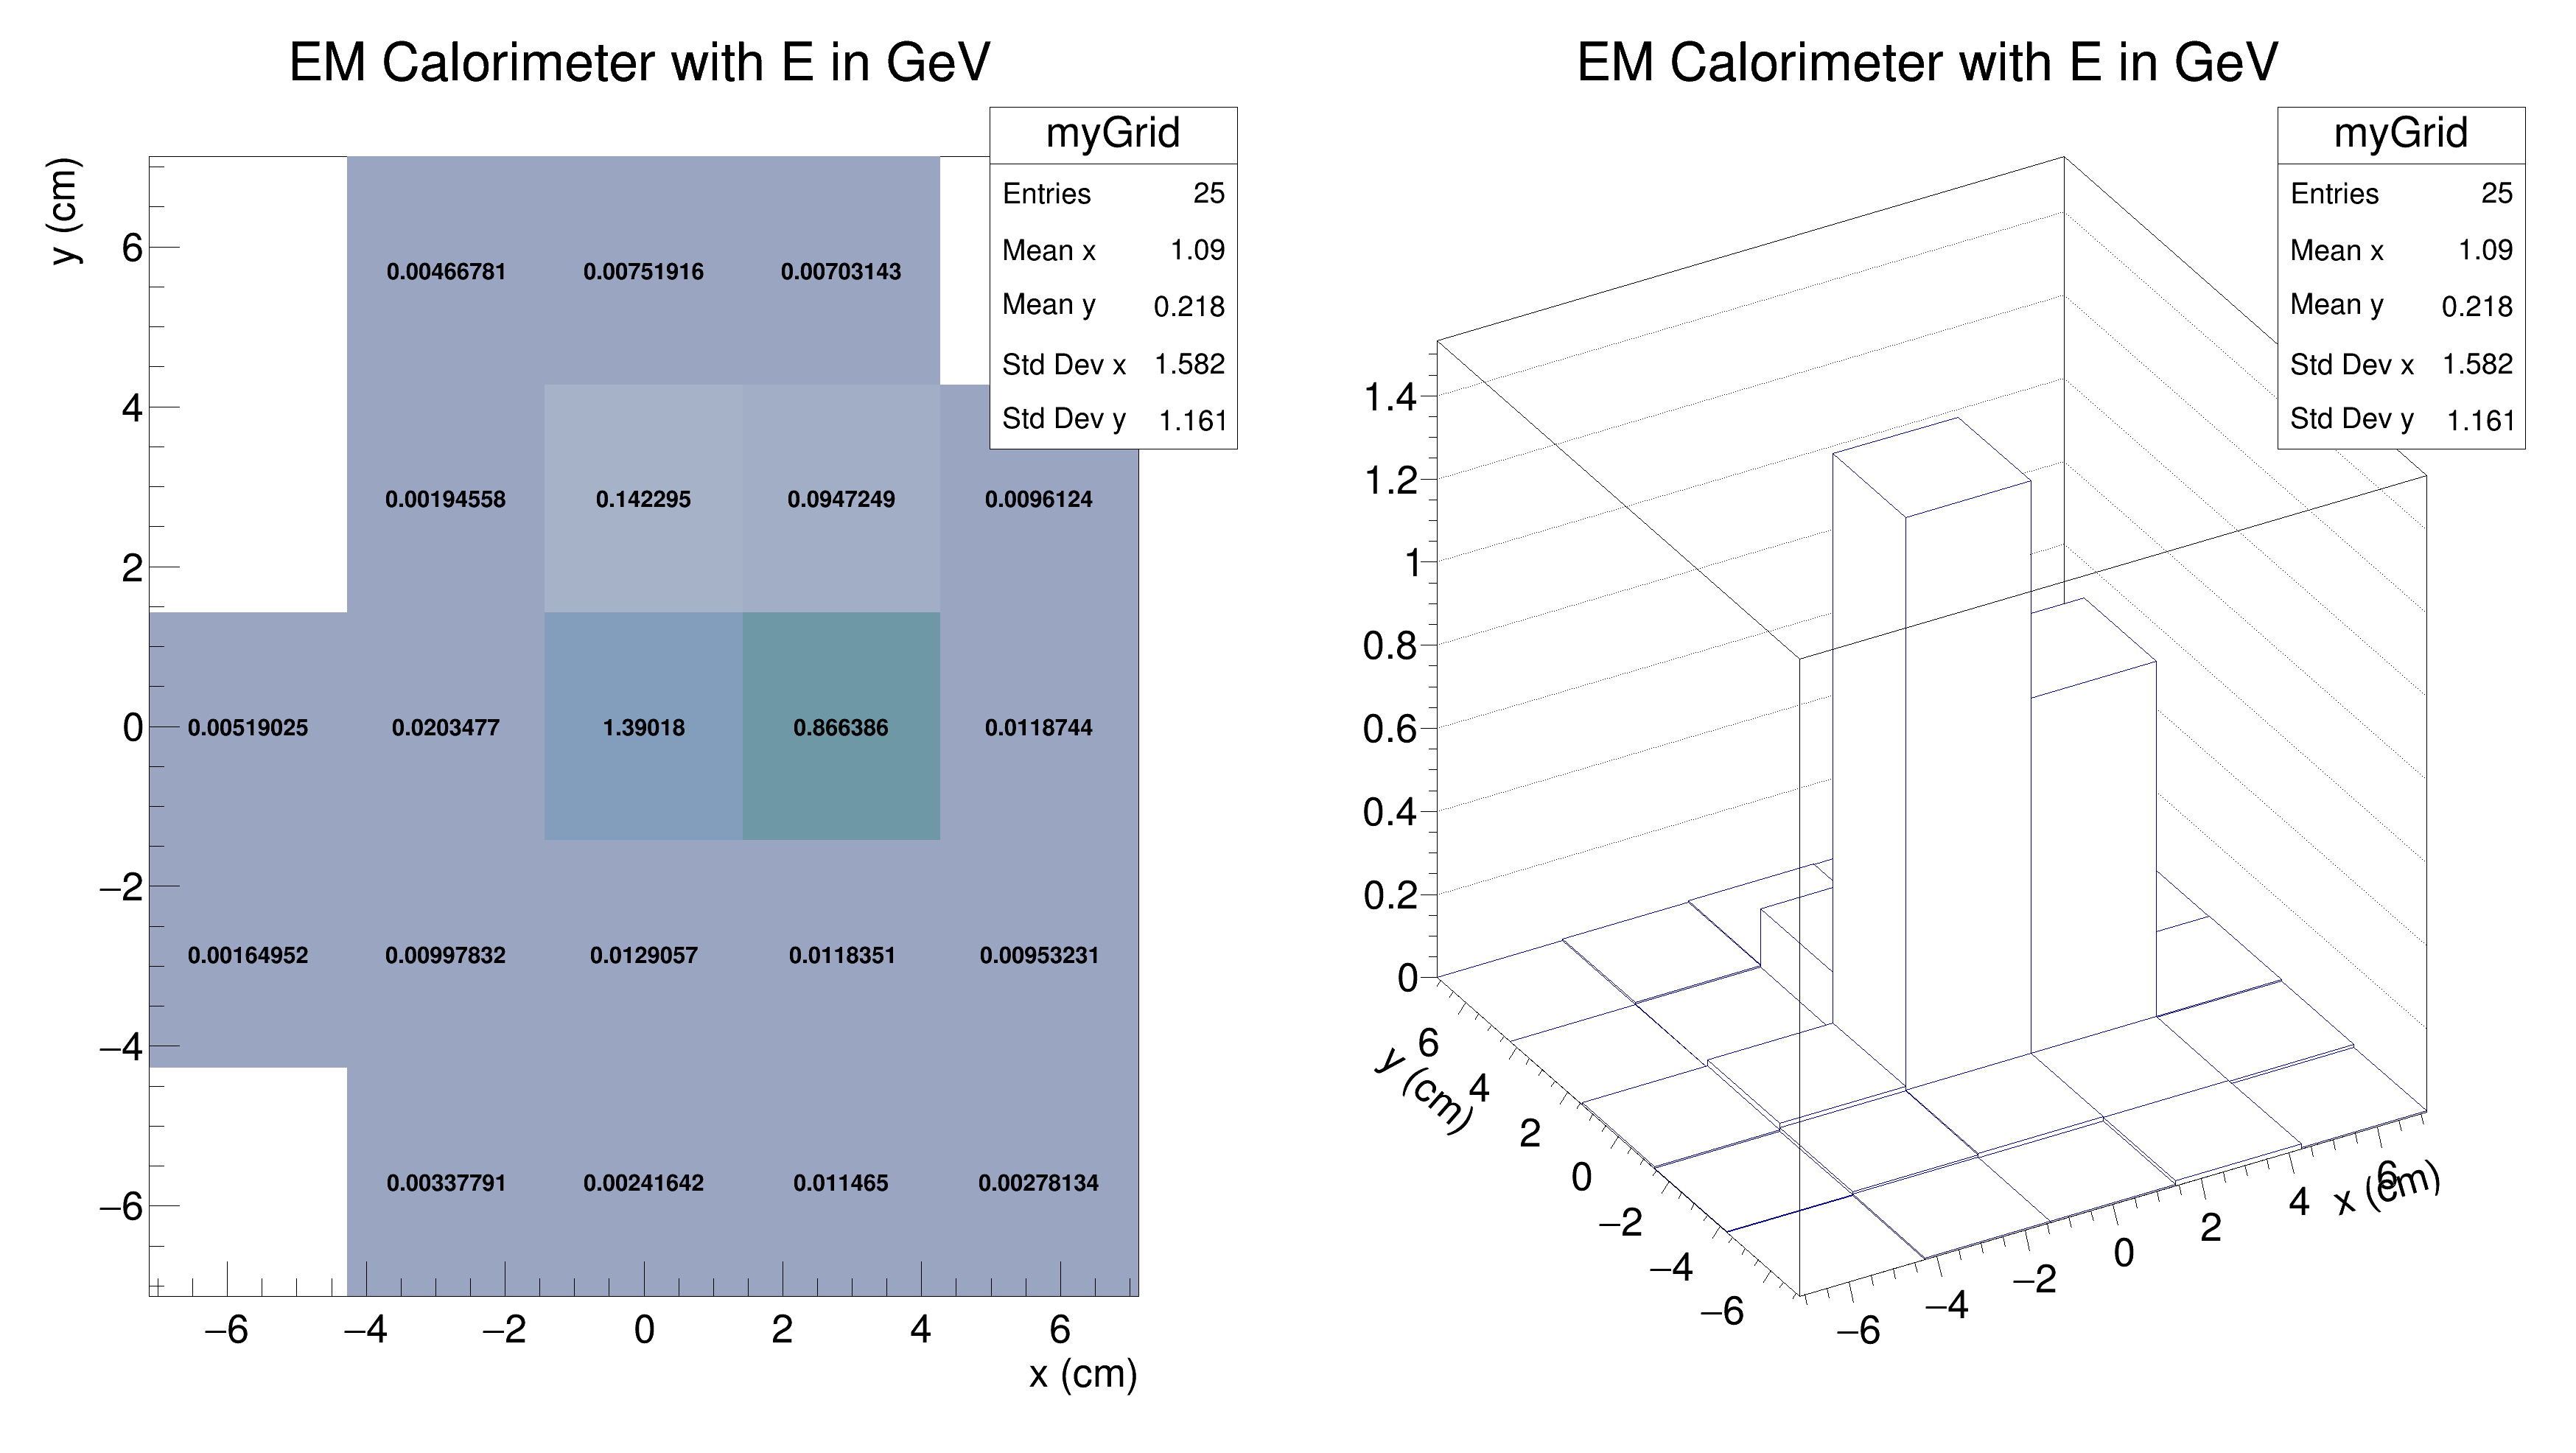 EM Calorimeter with E in GeV
myGrid
Entries 25
Mean x 1.09
Mean y 0.218
Std Dev x 1.582
Std Dev y 1.161
y (cm)
6
4
2
0
−2
−4
−6
0.00466781 0.00751916 0.00703143
0.00194558 0.142295 0.0947249 0.0096124
0.00519025 0.0203477 1.39018 0.866386 0.0118744
0.00164952 0.00997832 0.0129057 0.0118351 0.00953231
0.00337791 0.00241642 0.011465 0.00278134
−6 −4 −2 0 2 4 6
x (cm)
EM Calorimeter with E in GeV
myGrid
Entries 25
Mean x 1.09
Mean y 0.218
Std Dev x 1.582
Std Dev y 1.161
1.4
1.2
1
0.8
0.6
0.4
0.2
0
y (cm)
6
4
2
0
−2
−4
−6
−6 −4 −2 0 2 4 6
x (cm)